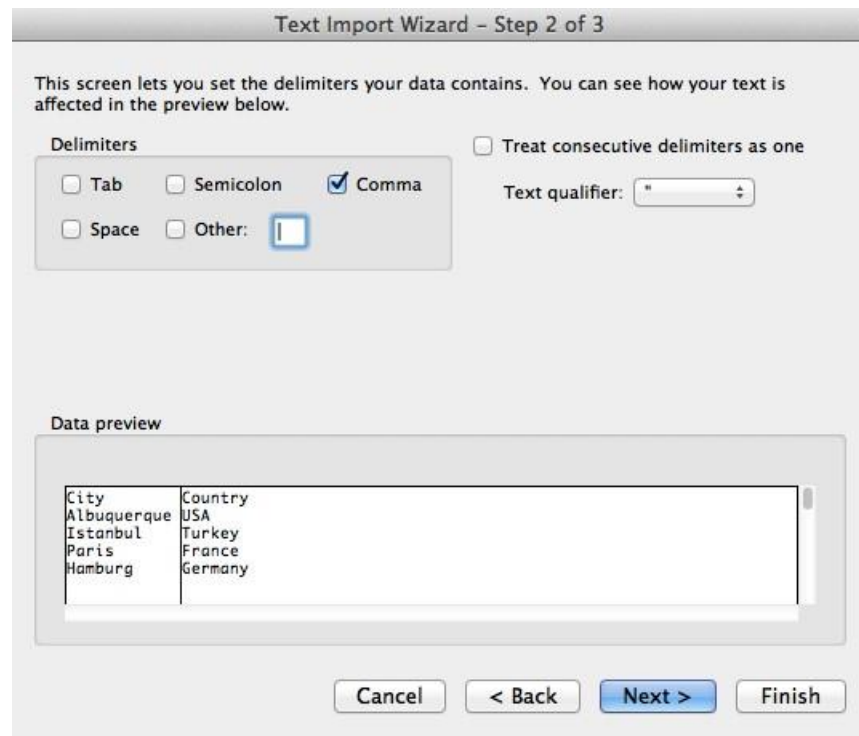 Text Import Wizard – Step 2 of 3
This screen lets you set the delimiters your data contains. You can see how your text is
affected in the preview below.
Delimiters
Treat consecutive delimiters as one
Tab Semicolon Comma
Text qualifier: "
Space Other:
Data preview
City Country
Albuquerque USA
Istanbul Turkey
Paris France
Hamburg Germany
Cancel < Back Next > Finish